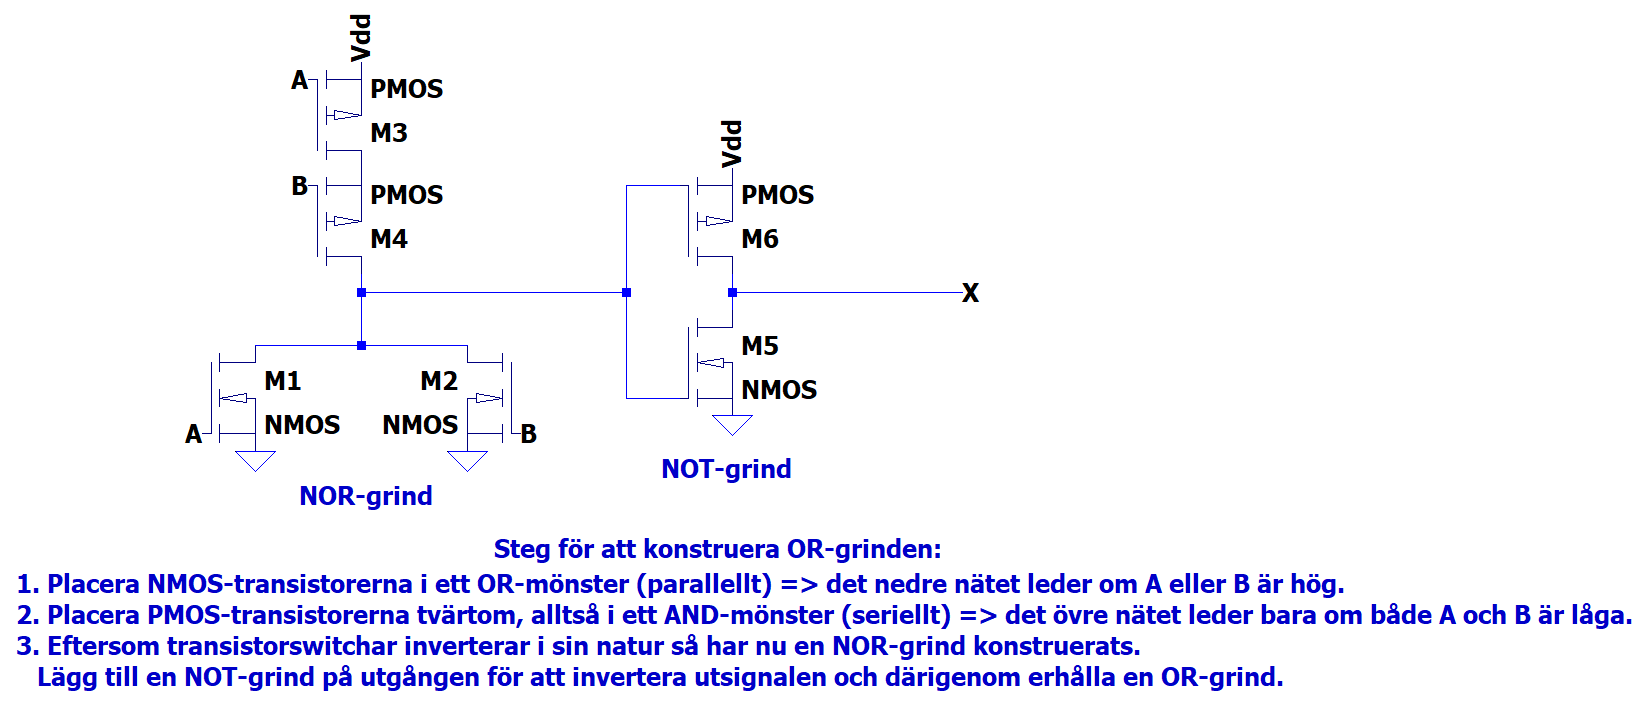 Vdd
A
PMOS
M3
B
PMOS
M4
Vdd
PMOS
M6
X
M5
NMOS
M1
M2
NMOS
NMOS
A
B
NOT-grind
NOR-grind
Steg för att konstruera OR-grinden:
1. Placera NMOS-transistorerna i ett OR-mönster (parallellt) => det nedre nätet leder om A eller B är hög.
2. Placera PMOS-transistorerna tvärtom, alltså i ett AND-mönster (seriellt) => det övre nätet leder bara om både A och B är låga.
3. Eftersom transistorswitchar inverterar i sin natur så har nu en NOR-grind konstruerats.
Lägg till en NOT-grind på utgången för att invertera utsignalen och därigenom erhålla en OR-grind.